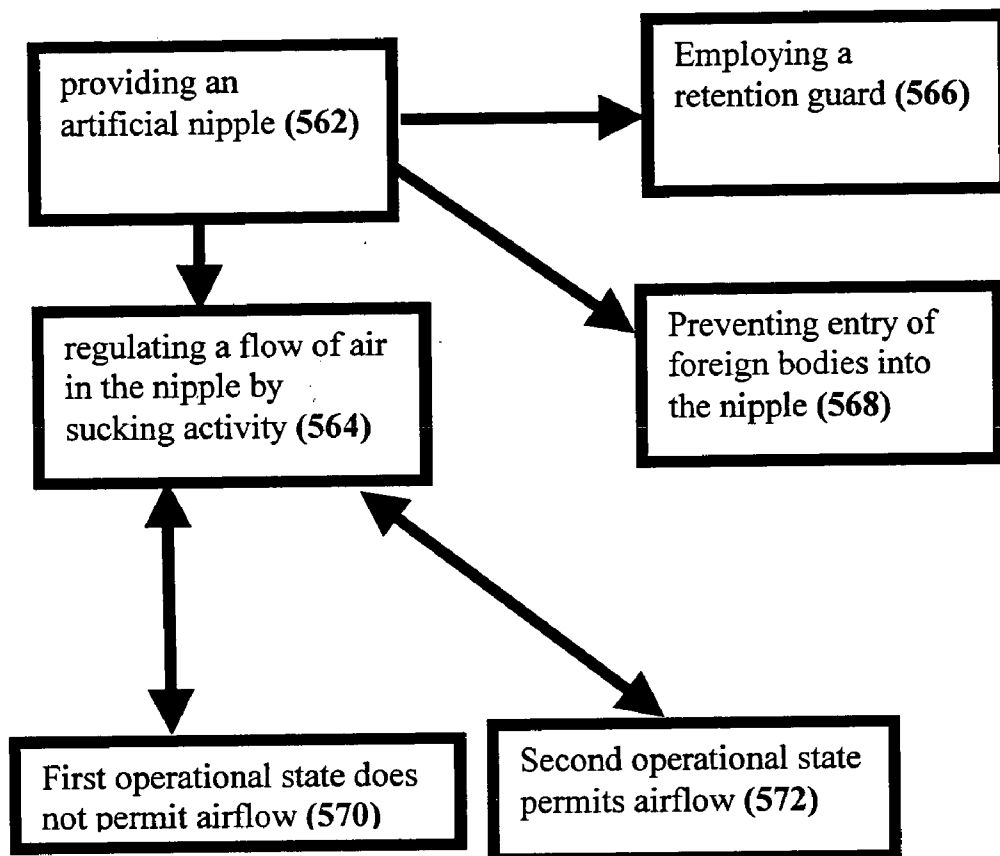 providing an
artificial nipple (562)
Employing a
retention guard (566)
regulating a flow of air
in the nipple by
sucking activity (564)
Preventing entry of
foreign bodies into
the nipple (568)
First operational state does
not permit airflow (570)
Second operational state
permits airflow (572)